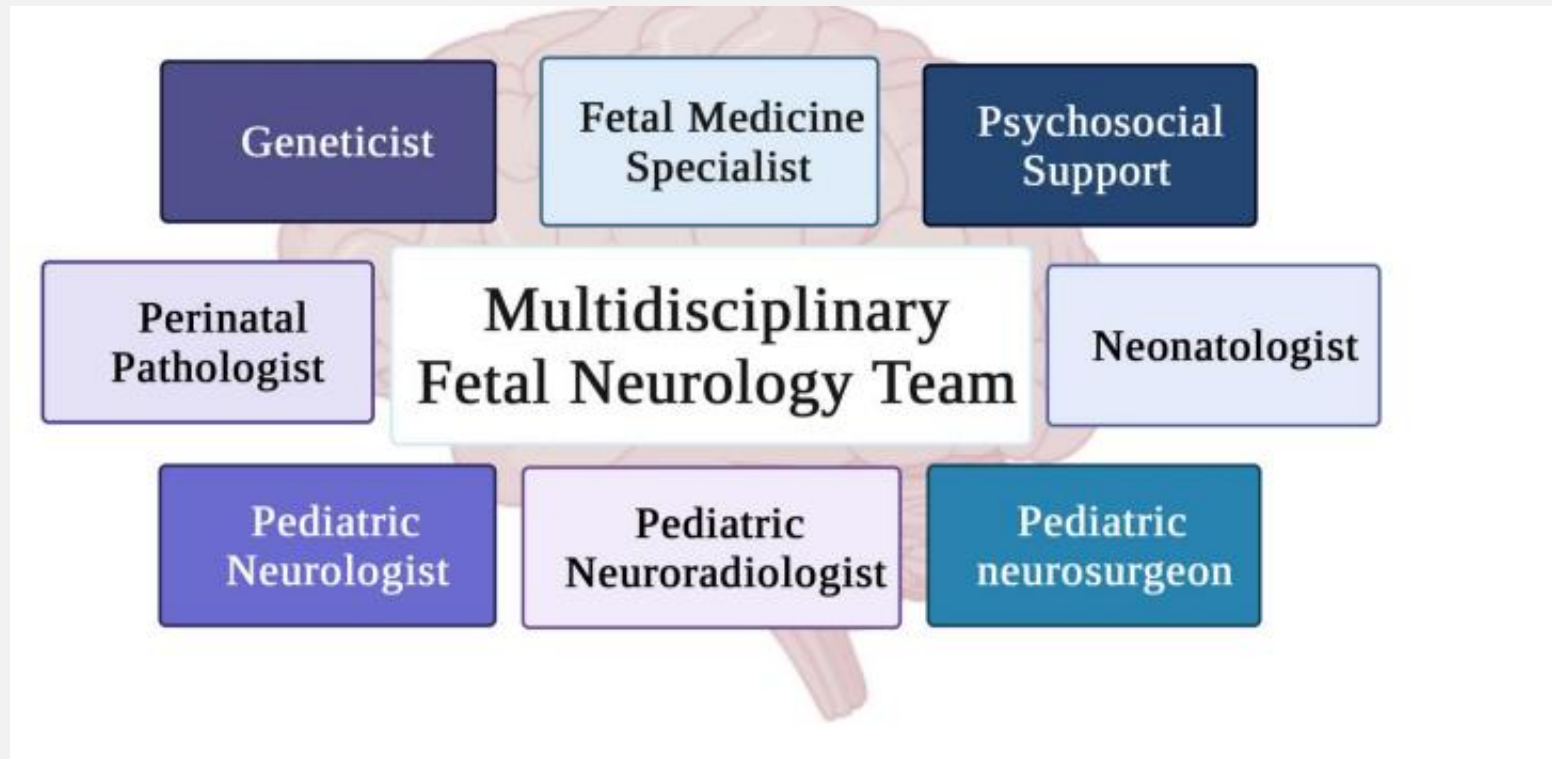 Geneticist
Fetal Medicine
Specialist
Psychosocial
Support
Perinatal
Pathologist
Multidisciplinary
Fetal Neurology Team
Neonatologist
Pediatric
Neurologist
Pediatric
Neuroradiologist
Pediatric
neurosurgeon